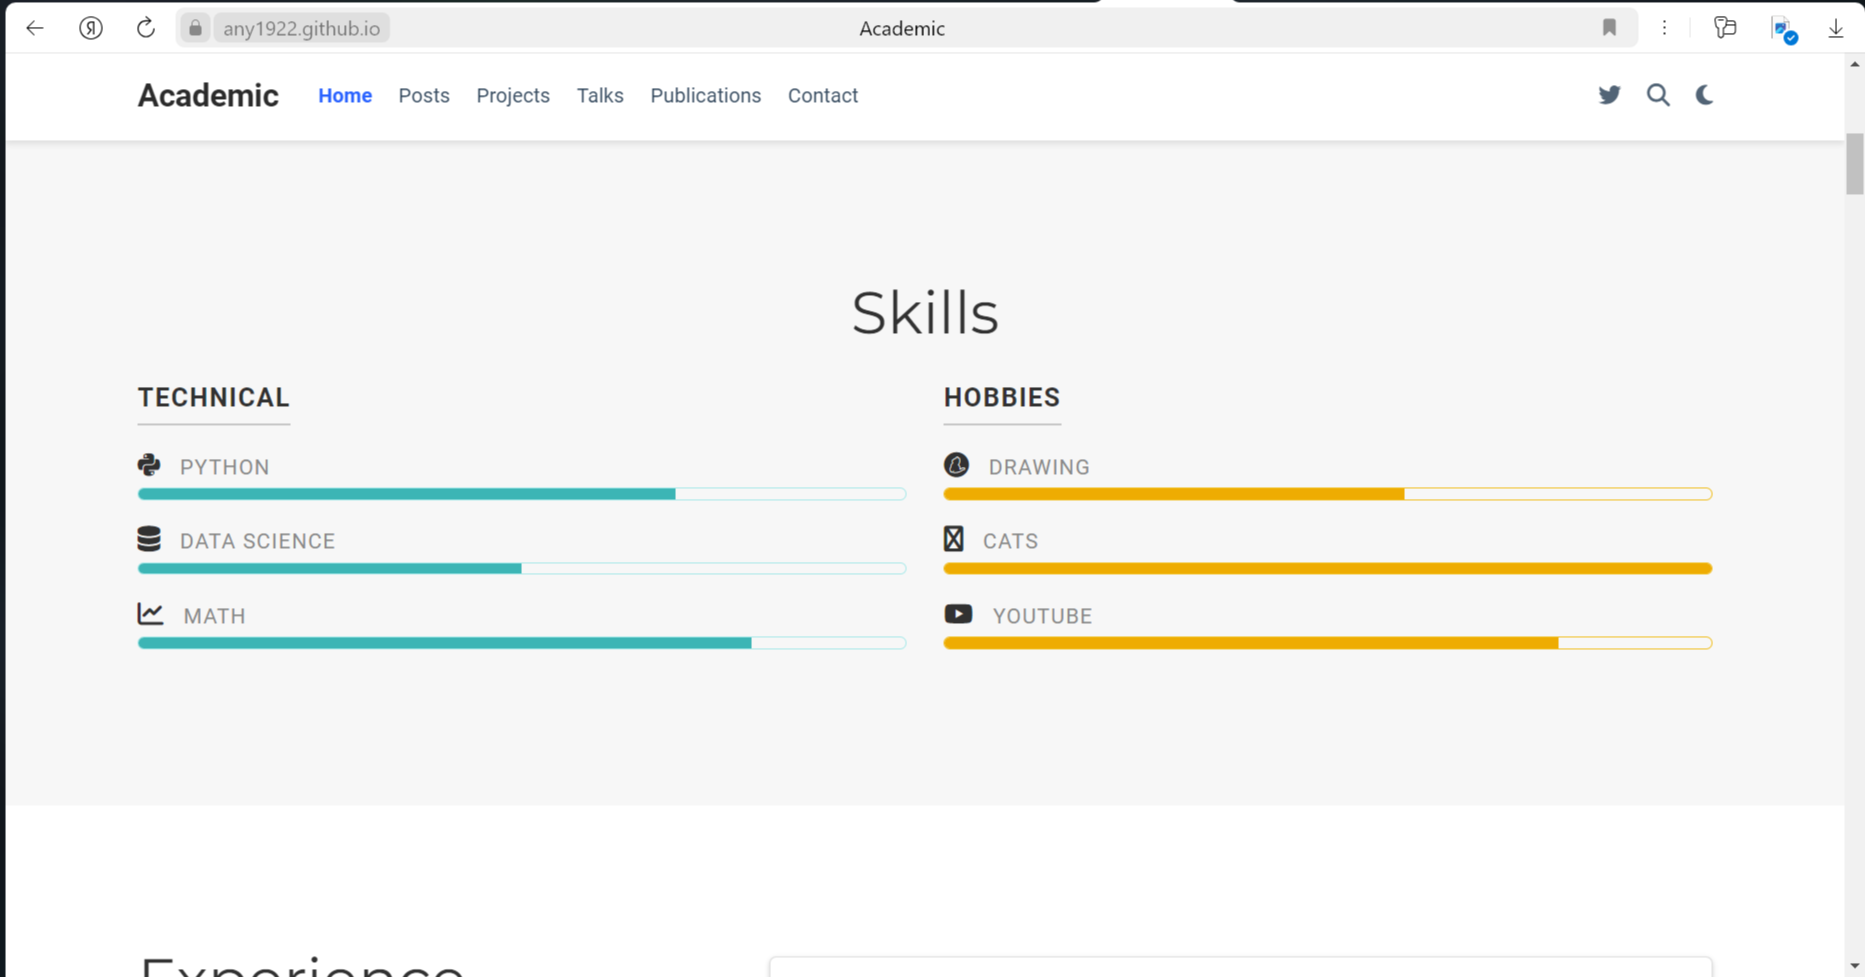 any1922.github.io
Academic
Academic Home Posts Projects Talks Publications Contact
Skills
TECHNICAL
PYTHON
DATA SCIENCE
MATH
HOBBIES
DRAWING
CATS
YOUTUBE
Experience